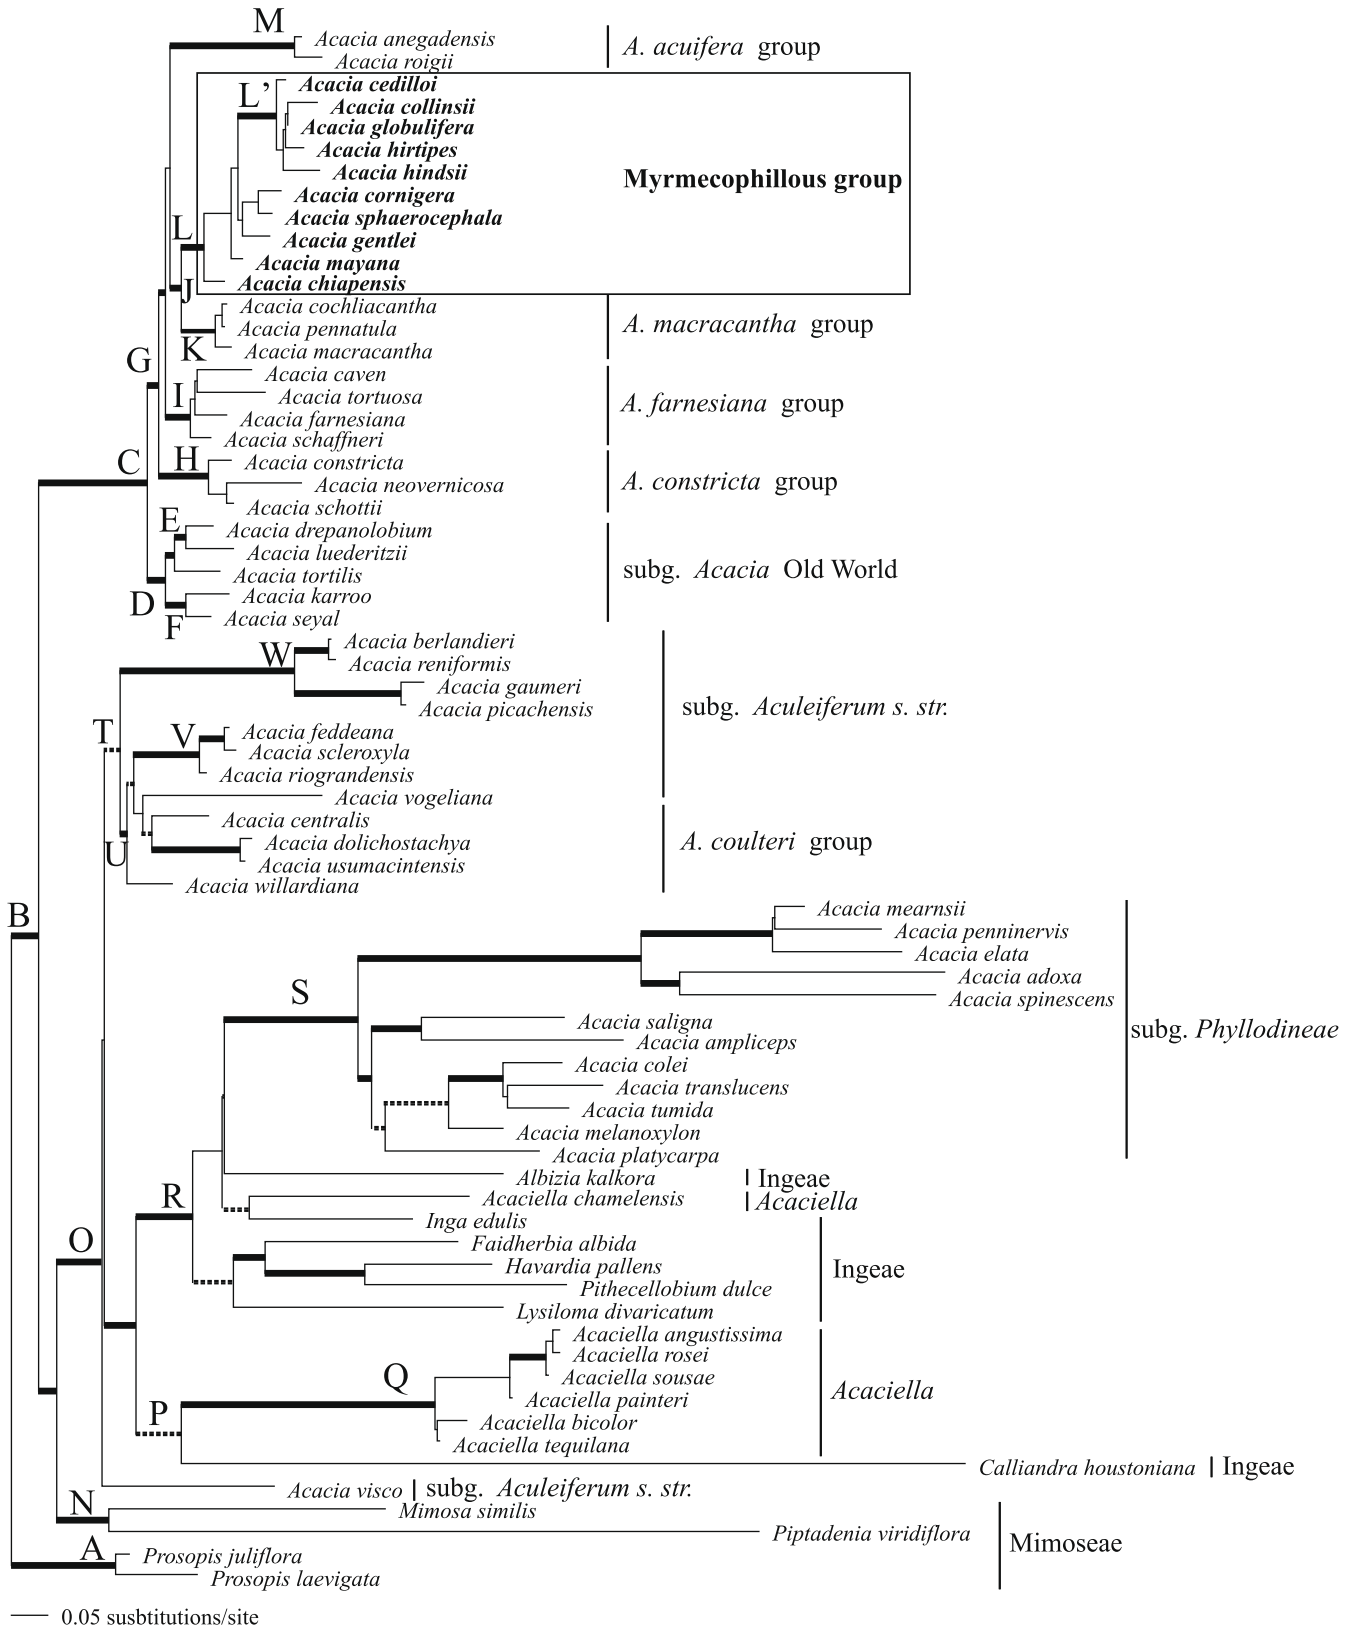 M
Acacia anegadensis
Acacia roigii
A. acuifera group
L’
Acacia cedilloi
Acacia collinsii
Acacia globulifera
Acacia hirtipes
Acacia hindsii
Myrmecophillous group
Acacia cornigera
Acacia sphaerocephala
L
Acacia gentlei
Acacia mayana
Acacia chiapensis
J
Acacia cochliacantha
Acacia pennatula
A. macracantha group
Acacia macracantha
K
G
Acacia caven
I
Acacia tortuosa
A. farnesiana group
Acacia farnesiana
Acacia schaffneri
C
H
Acacia constricta
Acacia neovernicosa
A. constricta group
Acacia schottii
E
Acacia drepanolobium
Acacia luederitzii
subg. Acacia Old World
Acacia tortilis
Acacia karroo
D
Acacia seyal
F
Acacia berlandieri
W
Acacia reniformis
Acacia gaumeri
Acacia picachensis
subg. Aculeiferum s. str.
T
V
Acacia feddeana
Acacia scleroxyla
Acacia riograndensis
Acacia vogeliana
Acacia centralis
Acacia dolichostachya
A. coulteri group
U
Acacia usumacintensis
Acacia willardiana
B
Acacia mearnsii
Acacia penninervis
Acacia elata
Acacia adoxa
S
Acacia spinescens
Acacia saligna
subg. Phyllodineae
Acacia ampliceps
Acacia colei
Acacia translucens
Acacia tumida
Acacia melanoxylon
Acacia platycarpa
Albizia kalkora
Ingeae
R
Acaciella chamelensis
Acaciella
Inga edulis
O
Faidherbia albida
Havardia pallens
Ingeae
Pithecellobium dulce
Lysiloma divaricatum
Acaciella angustissima
Acaciella rosei
Q
Acaciella sousae
Acaciella
Acaciella painteri
P
Acaciella bicolor
Acaciella tequilana
Calliandra houstoniana
Ingeae
Acacia visco
subg. Aculeiferum s. str.
N
Mimosa similis
Piptadenia viridiflora
Mimoseae
A
Prosopis juliflora
Prosopis laevigata
0.05 susbtitutions/site